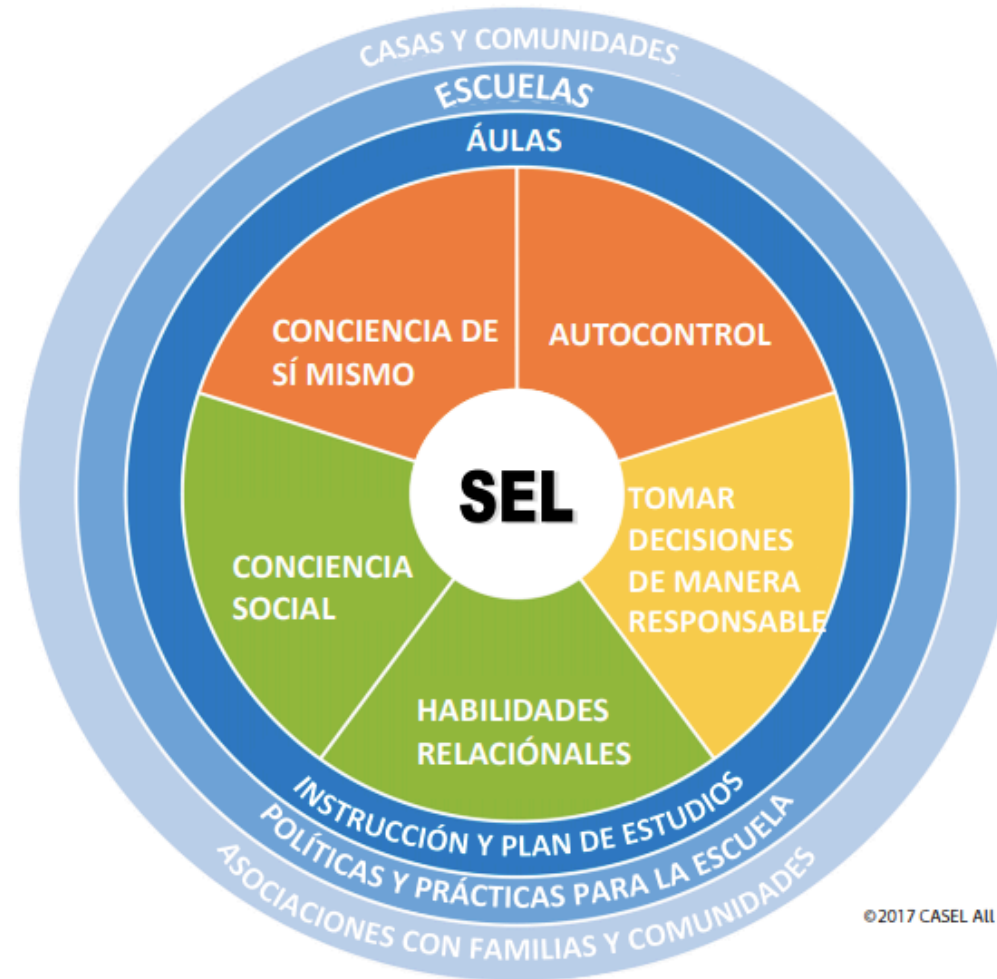 CASAS Y COMUNIDADES
ESCUELAS
ÁULAS
CONCIENCIA DE
SÍ MISMO
AUTOCONTROL
SEL
TOMAR
DECISIONES
DE MANERA
RESPONSABLE
CONCIENCIA
SOCIAL
HABILIDADES
RELACIÓNALES
INSTRUCCIÓN Y PLAN DE ESTUDIOS
POLÍTICAS Y PRÁCTICAS PARA LA ESCUELA
ASOCIACIONES CON FAMILIAS Y COMUNIDADES
©2017 CASEL All